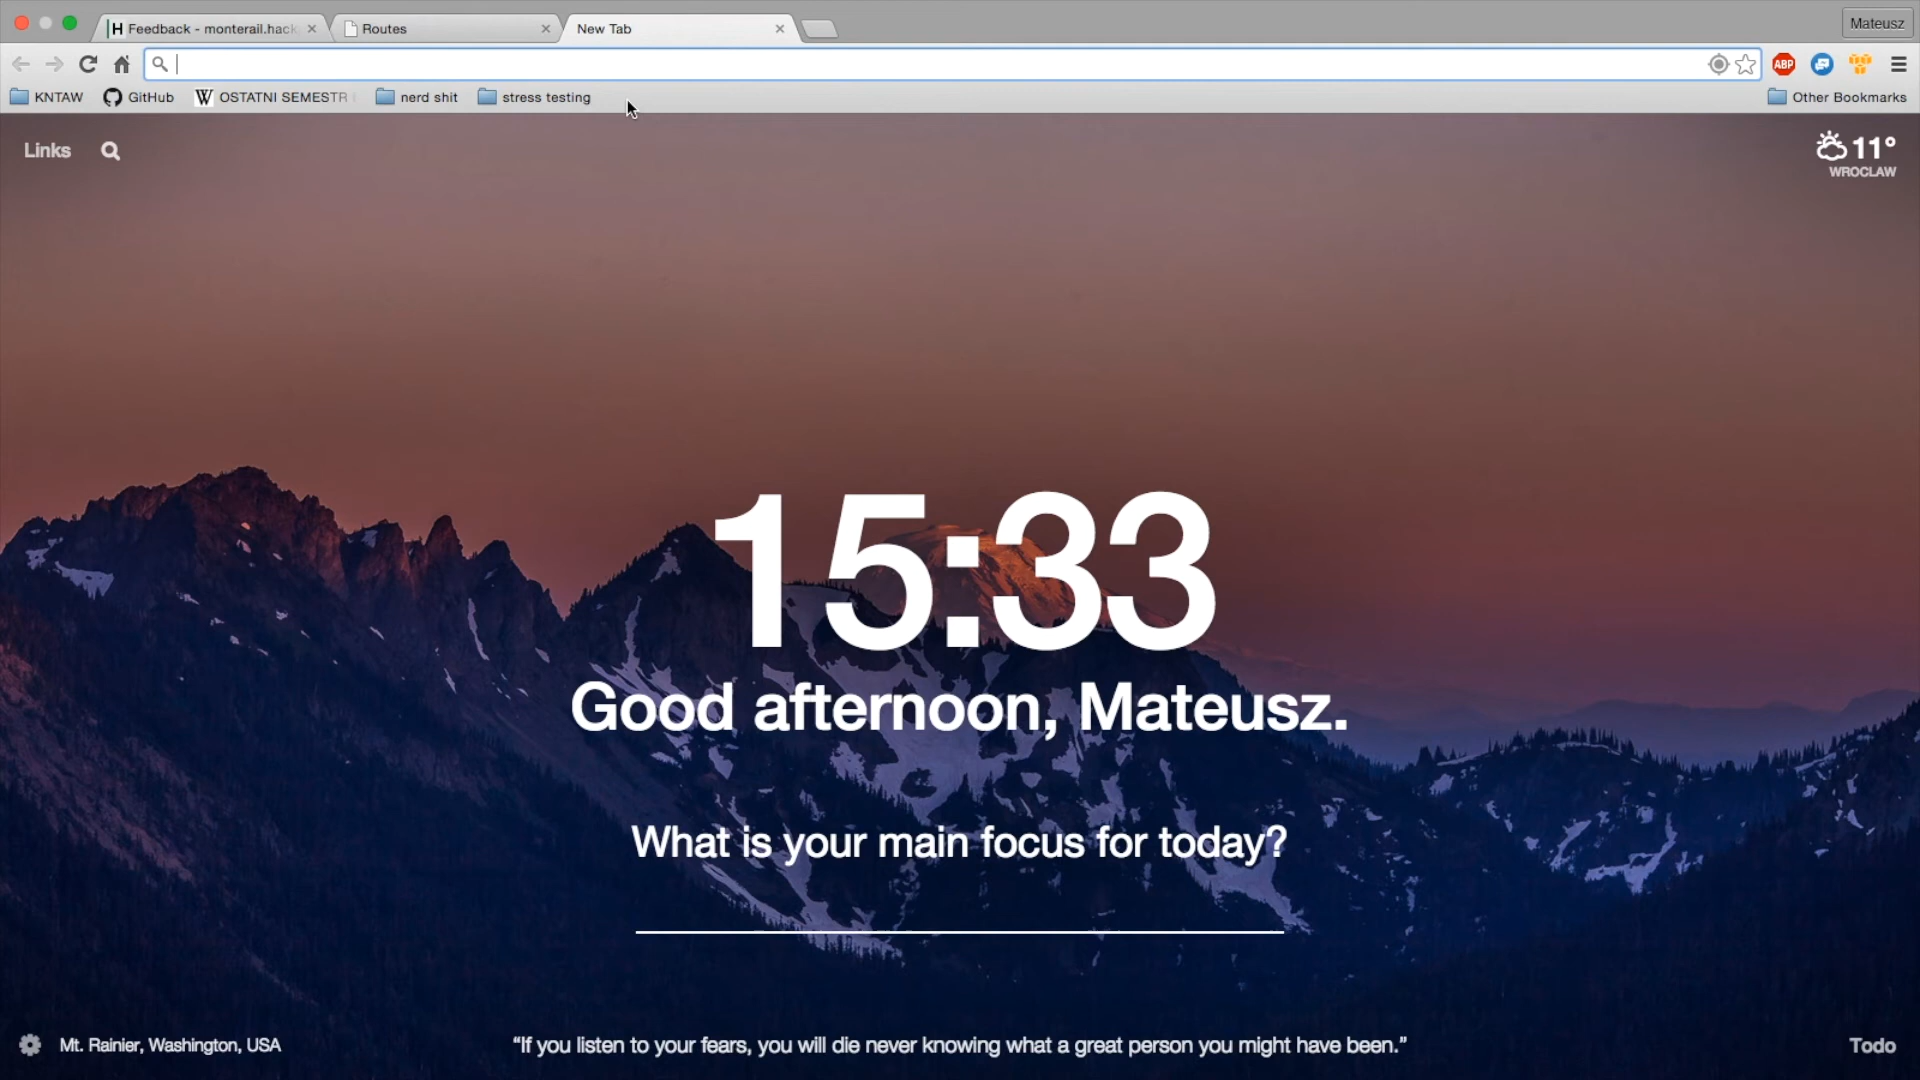 Feedback - monterail.hack
Routes
New Tab
Mateusz
ABP
KNTAW
GitHub
W OSTATNI SEMESTR
nerd shit
stress testing
Other Bookmarks
Links
11°
WROCLAW
15:33
Good afternoon, Mateusz.
What is your main focus for today?
Mt. Rainier, Washington, USA
“If you listen to your fears, you will die never knowing what a great person you might have been.”
Todo